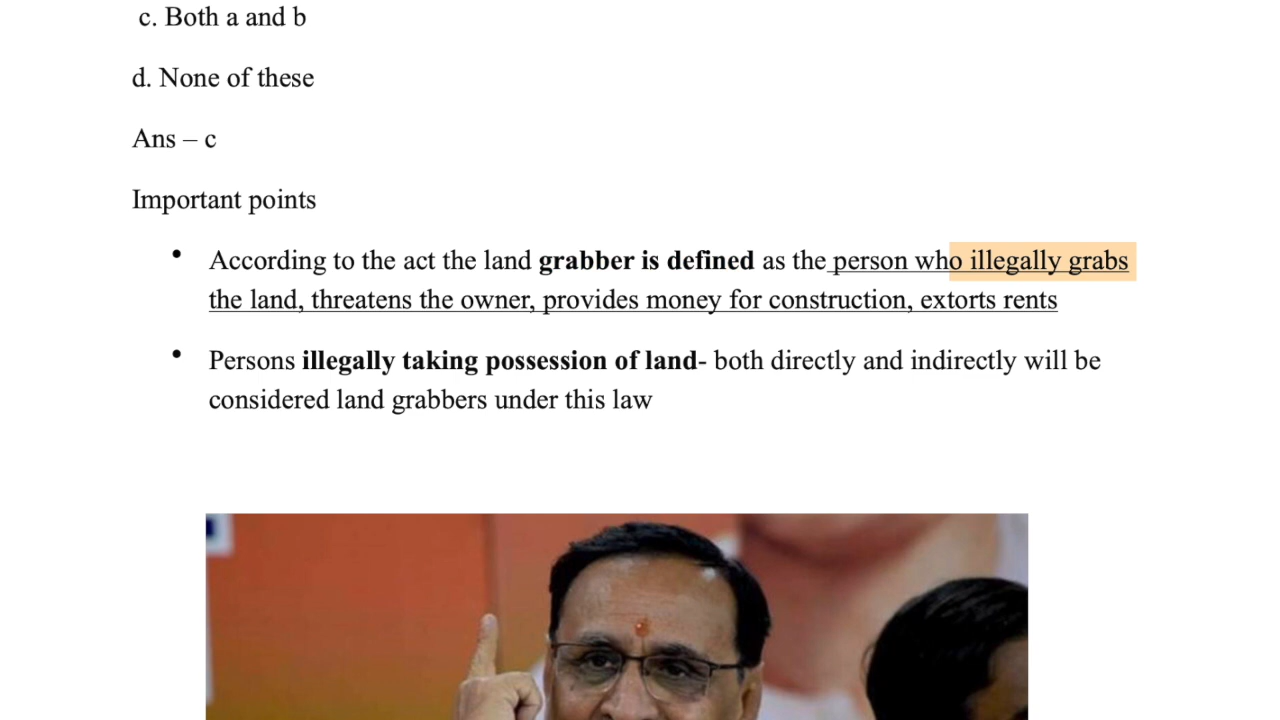 c. Both a and b
d. None of these
Ans – c
Important points
• According to the act the land grabber is defined as the person who illegally grabs
the land, threatens the owner, provides money for construction, extorts rents
• Persons illegally taking possession of land- both directly and indirectly will be
considered land grabbers under this law